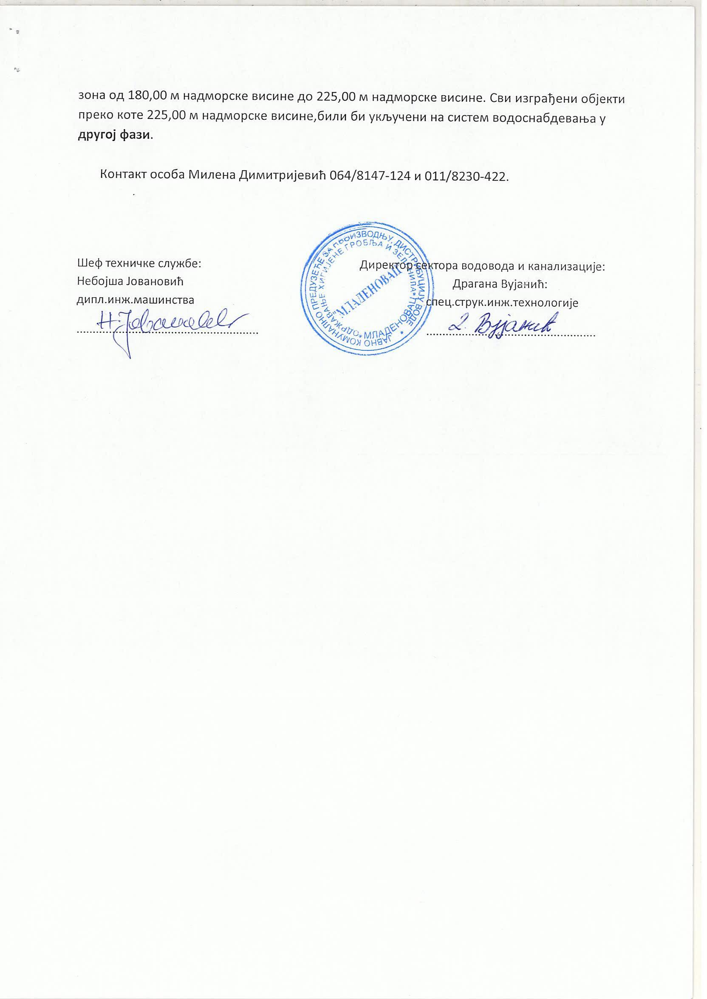 зона од 180,00 м надморске висине до 225,00 м надморске висине. Сви изграђени објекти
преко коте 225,00 м надморске висине,били би укључени на систем водоснабдевања у
другој фази.
Контакт особа Милена Димитријевић 064/8147-124 и 011/8230-422.
Шеф техничке службе:
Небојша Јовановић
дипл.инж.машинства
Н.Јовановић
ЈАВНО КОМУНАЛНО ПРЕДУЗЕЋЕ ЗА ПРОИЗВОДЊУ, ДИСТРИБУЦИЈУ ВОДЕ *
*ОДРЖАВАЊЕ ХИГИЈЕНЕ ГРОБЉА И ЗЕЛЕНИЛА*
"МЛАДЕНОВАЦ"
МЛАДЕНОВАЦ
Директор сектора водовода и канализације:
Драгана Вујанић:
спец.струк.инж.технологије
Д. Вујанић